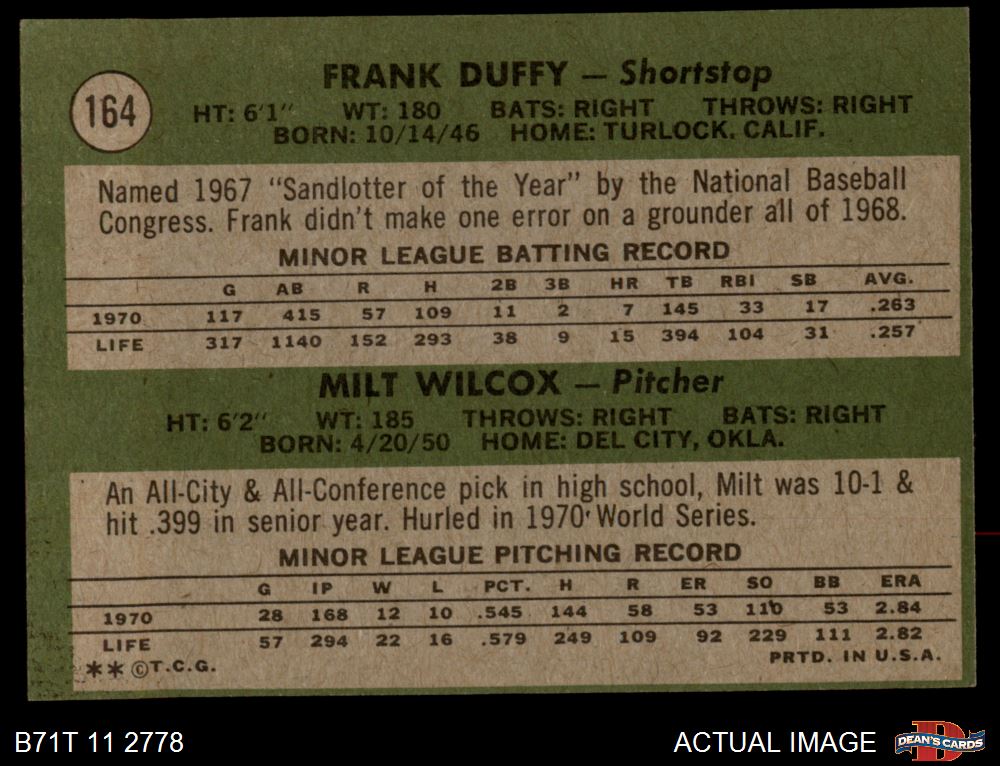 164
FRANK DUFFY — Shortstop
HT: 6'1" WT: 180 BATS: RIGHT THROWS: RIGHT
BORN: 10/14/46 HOME: TURLOCK. CALIF.
Named 1967 "Sandlotter of the Year" by the National Baseball
Congress. Frank didn't make one error on a grounder all of 1968.
MINOR LEAGUE BATTING RECORD
G AB R H 2B 3B HR TB RBI SB AVG.
1970 117 415 57 109 11 2 7 145 33 17 .263
LIFE 317 1140 152 293 38 9 15 394 104 31 .257
MILT WILCOX — Pitcher
HT: 6'2" WT: 185 THROWS: RIGHT BATS: RIGHT
BORN: 4/20/50 HOME: DEL CITY, OKLA.
An All-City & All-Conference pick in high school, Milt was 10-1 &
hit .399 in senior year. Hurled in 1970 World Series.
MINOR LEAGUE PITCHING RECORD
G IP W L PCT. H R ER SO BB ERA
1970 28 168 12 10 .545 144 58 53 110 53 2.84
LIFE 57 294 22 16 .579 249 109 92 229 111 2.82
**©T.C.G. PRTD. IN U.S.A.
B71T 11 2778 ACTUAL IMAGE DEAN'S CARDS